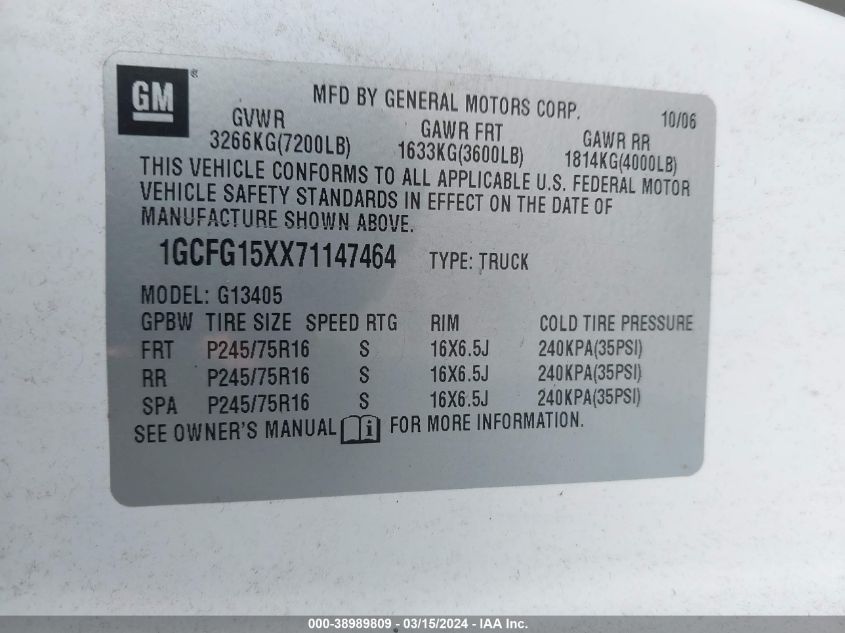 GM ®
MFD BY GENERAL MOTORS CORP. 10/06
GVWR GAWR FRT GAWR RR
3266KG(7200LB) 1633KG(3600LB) 1814KG(4000LB)
THIS VEHICLE CONFORMS TO ALL APPLICABLE U.S. FEDERAL MOTOR
VEHICLE SAFETY STANDARDS IN EFFECT ON THE DATE OF
MANUFACTURE SHOWN ABOVE.
1GCFG15XX71147464 TYPE: TRUCK
MODEL: G13405
GPBW TIRE SIZE SPEED RTG RIM COLD TIRE PRESSURE
FRT P245/75R16 S 16X6.5J 240KPA(35PSI)
RR P245/75R16 S 16X6.5J 240KPA(35PSI)
SPA P245/75R16 S 16X6.5J 240KPA(35PSI)
SEE OWNER'S MANUAL i FOR MORE INFORMATION.
000-38989809 - 03/15/2024 - IAA Inc.